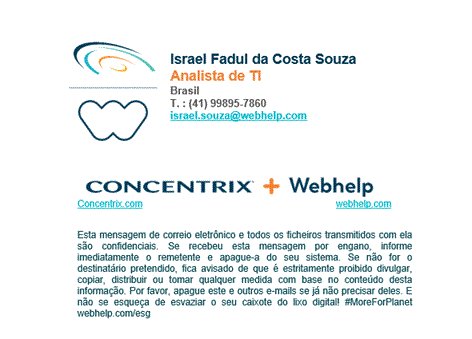 Israel Fadul da Costa Souza
Analista de TI
Brasil
T. : (41) 99895-7860
israel.souza@webhelp.com
CONCENTRIX + Webhelp
Concentrix.com webhelp.com
Esta mensagem de correio eletrônico e todos os ficheiros transmitidos com ela
são confidenciais. Se recebeu esta mensagem por engano, informe
imediatamente o remetente e apague-a do seu sistema. Se não for o
destinatário pretendido, fica avisado de que é estritamente proibido divulgar,
copiar, distribuir ou tomar qualquer medida com base no conteúdo desta
informação. Por favor, apague este e outros e-mails se já não precisar deles. E
não se esqueça de esvaziar o seu caixote do lixo digital! #MoreForPlanet
webhelp.com/esg